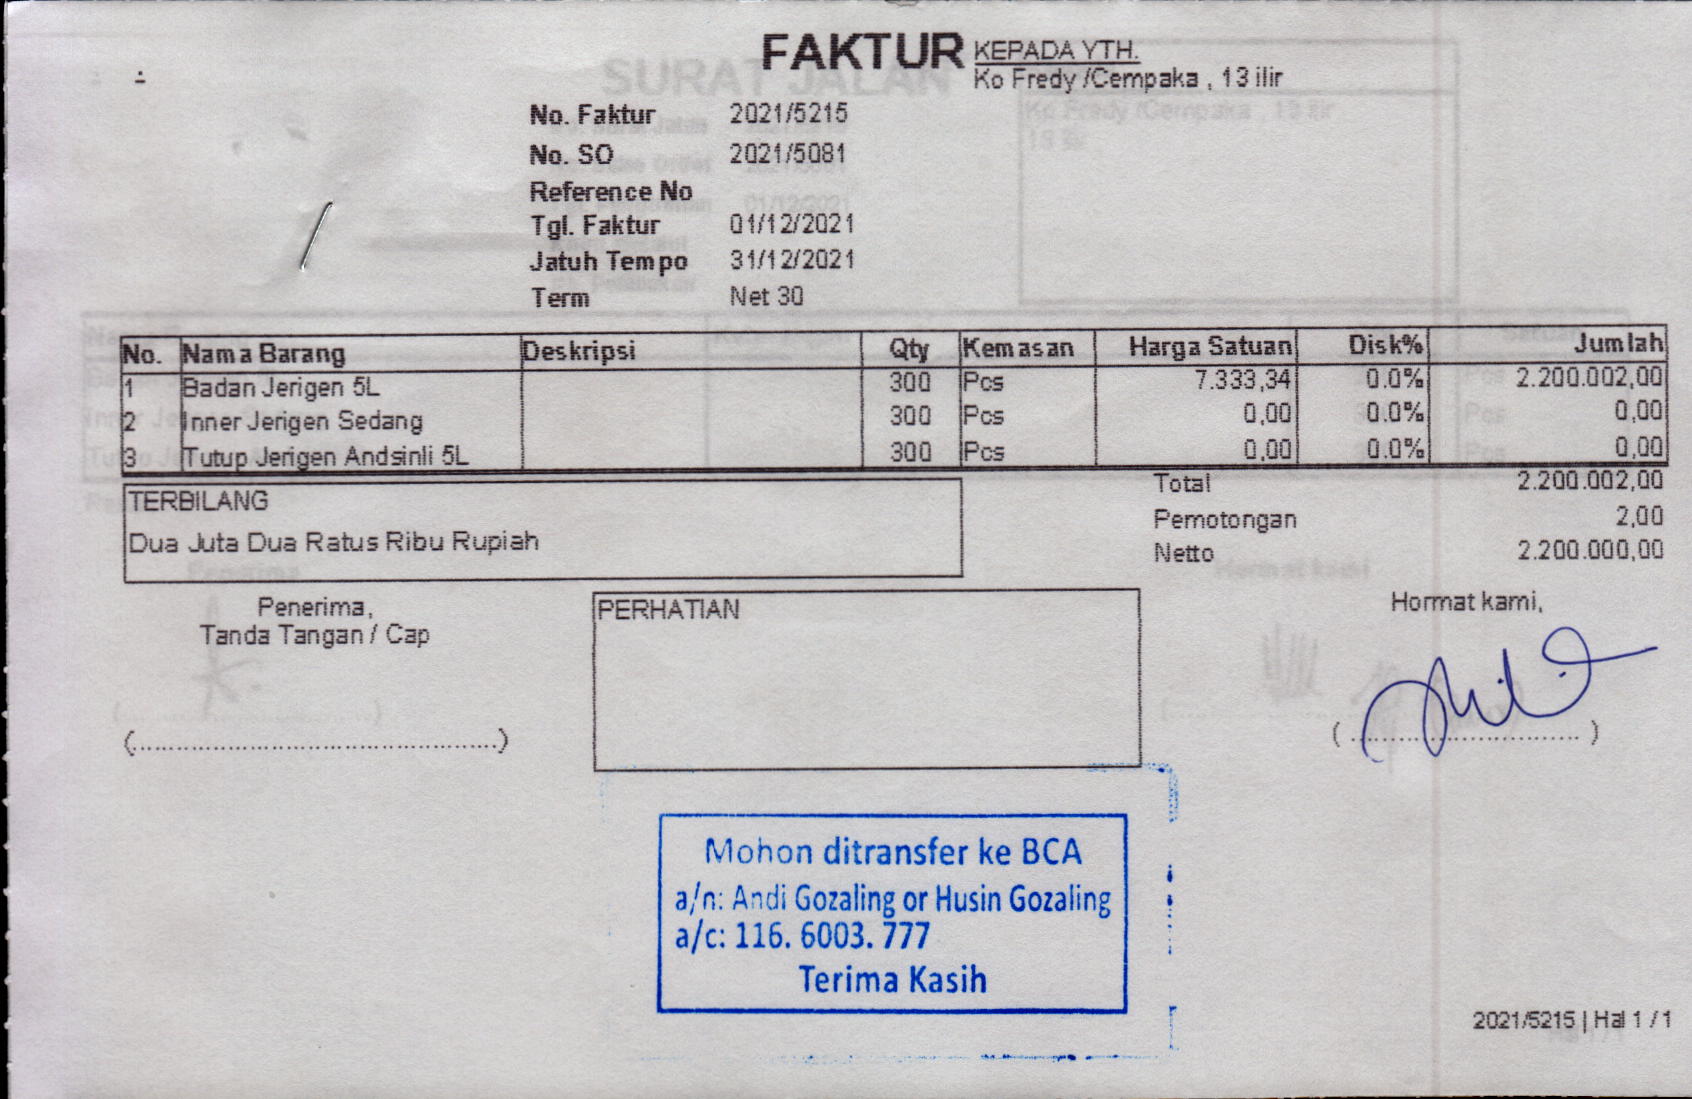 FAKTUR
KEPADA YTH.
Ko Fredy /Cempaka , 13 ilir
No. Faktur 2021/5215
No. SO 2021/5081
Reference No
Tgl. Faktur 01/12/2021
Jatuh Tempo 31/12/2021
Term Net 30
No. Nama Barang Deskripsi Qty Kemasan Harga Satuan Disk% Jumlah
1 Badan Jerigen 5L 300 Pcs 7.333,34 0.0% 2.200.002,00
2 Inner Jerigen Sedang 300 Pcs 0,00 0.0% 0,00
3 Tutup Jerigen Andsinli 5L 300 Pcs 0,00 0.0% 0,00
Total 2.200.002,00
Pemotongan 2,00
Netto 2.200.000,00
TERBILANG
Dua Juta Dua Ratus Ribu Rupiah
Penerima,
Tanda Tangan / Cap
(..............................................)
PERHATIAN
Hormat kami,
( .............................. )
Mohon ditransfer ke BCA
a/n: Andi Gozaling or Husin Gozaling
a/c: 116. 6003. 777
Terima Kasih
2021/5215 | Hal 1 / 1